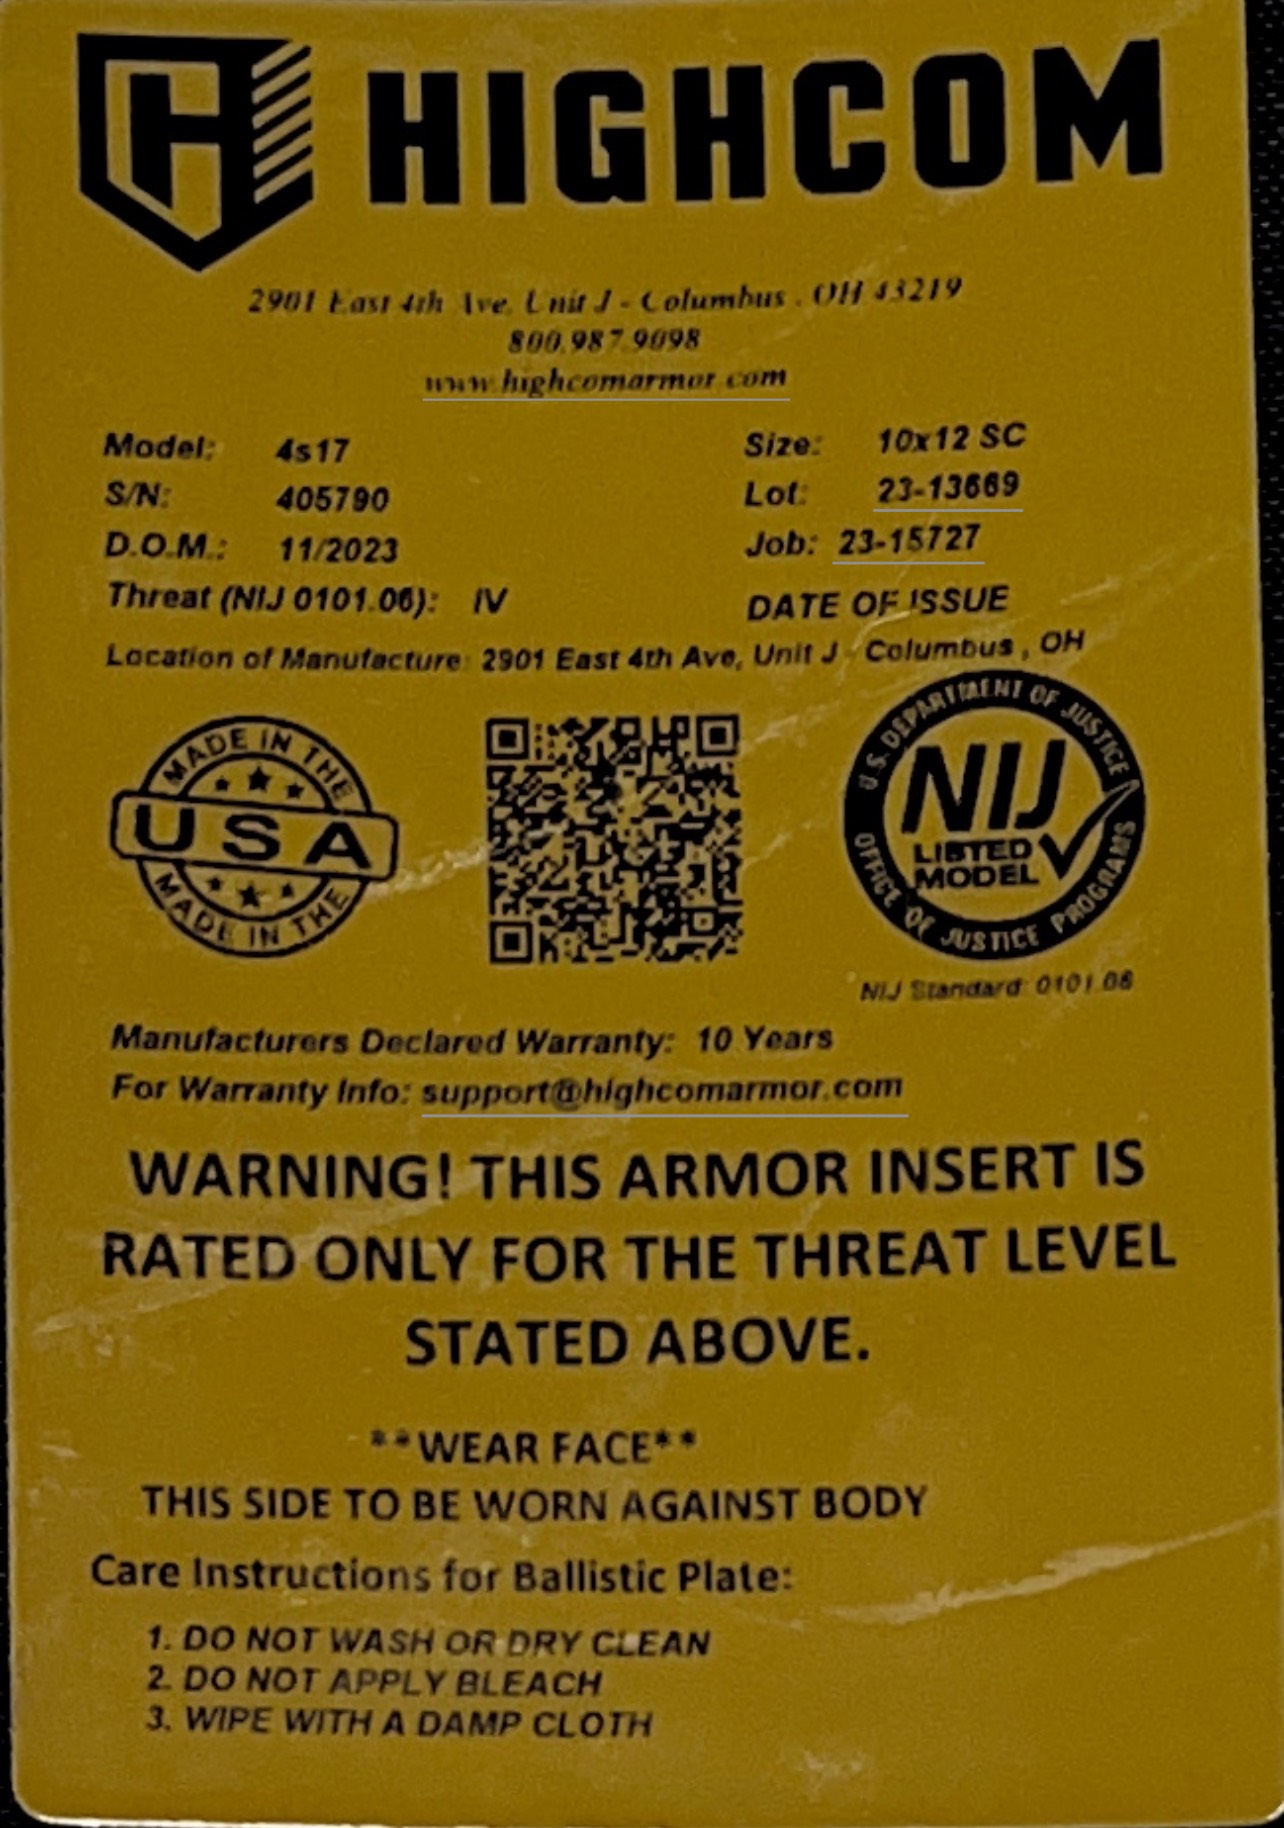 HIGHCOM
2901 East 4th Ave. Unit J - Columbus , OH 43219
800.987.9098
www.highcomarmor.com
Model: 4s17
Size: 10x12 SC
S/N: 405790
Lot: 23-13669
D.O.M.: 11/2023
Job: 23-15727
Threat (NIJ 0101.06): IV
DATE OF ISSUE
Location of Manufacture: 2901 East 4th Ave, Unit J - Columbus , OH
MADE IN THE
USA
MADE IN THE
U.S. DEPARTMENT OF JUSTICE
NIJ
LISTED
MODEL
OFFICE OF JUSTICE PROGRAMS
NIJ Standard: 0101.06
Manufacturers Declared Warranty: 10 Years
For Warranty Info: support@highcomarmor.com
WARNING! THIS ARMOR INSERT IS
RATED ONLY FOR THE THREAT LEVEL
STATED ABOVE.
**WEAR FACE**
THIS SIDE TO BE WORN AGAINST BODY
Care Instructions for Ballistic Plate:
1. DO NOT WASH OR DRY CLEAN
2. DO NOT APPLY BLEACH
3. WIPE WITH A DAMP CLOTH